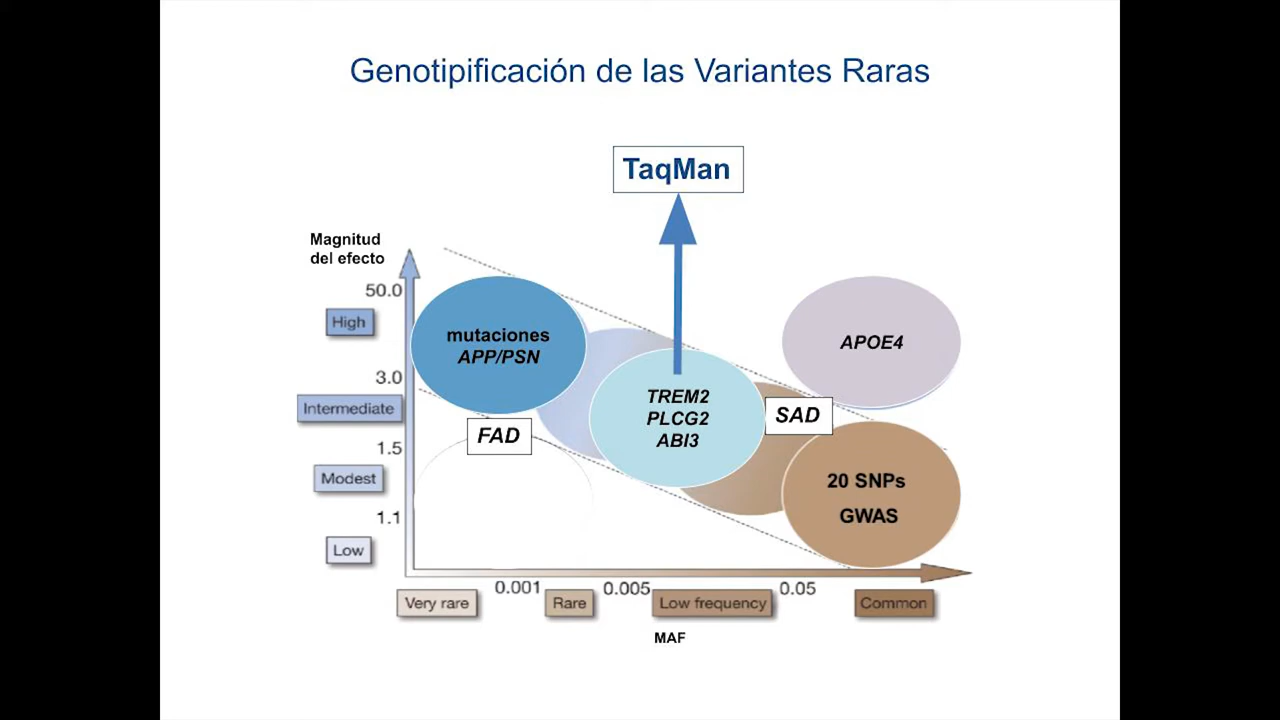 Genotipificación de las Variantes Raras
TaqMan
Magnitud
del efecto
50.0
High
3.0
Intermediate
1.5
Modest
1.1
Low
mutaciones
APP/PSN
FAD
TREM2
PLCG2
ABI3
SAD
APOE4
20 SNPs
GWAS
0.001
0.005
0.05
Very rare
Rare
Low frequency
Common
MAF